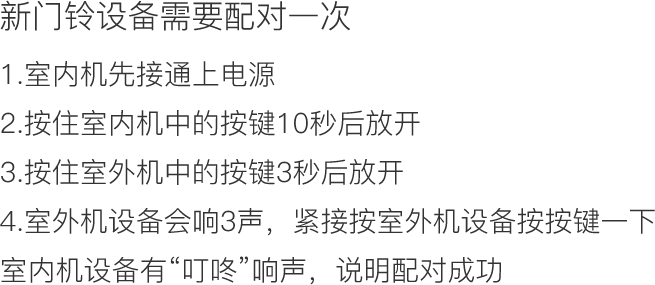 新门铃设备需要配对一次
1.室内机先接通上电源
2.按住室内机中的按键10秒后放开
3.按住室外机中的按键3秒后放开
4.室外机设备会响3声，紧接按室外机设备按按键一下
室内机设备有“叮咚”响声，说明配对成功